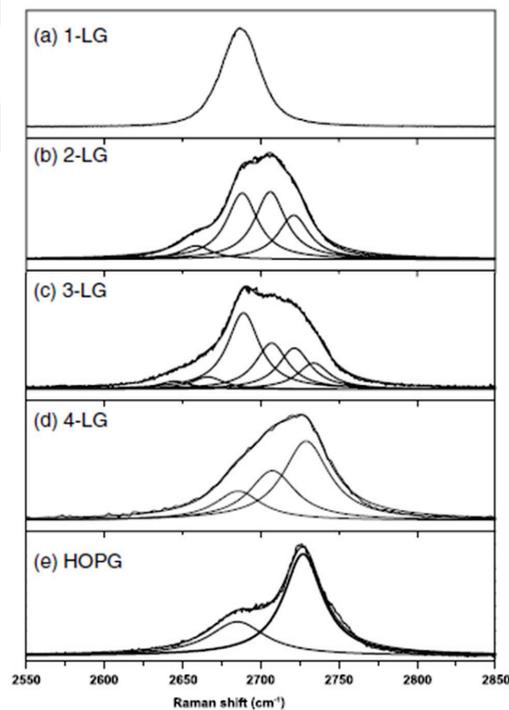 (a) 1-LG
(b) 2-LG
(c) 3-LG
(d) 4-LG
(e) HOPG
2550 2600 2650 2700 2750 2800 2850
Raman shift (cm⁻¹)